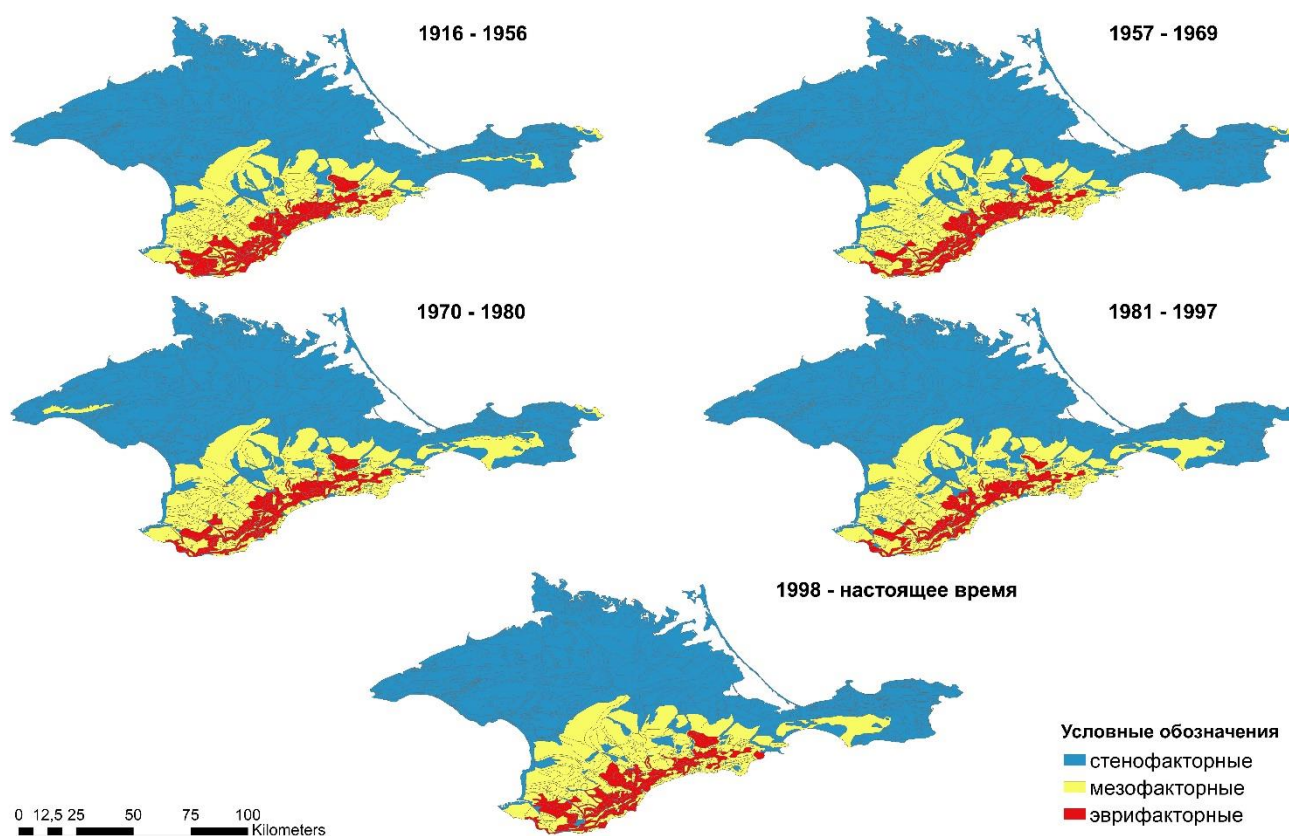 1916 - 1956
1957 - 1969
1970 - 1980
1981 - 1997
1998 - настоящее время
Условные обозначения
стенофакторные
мезофакторные
эврифакторные
0 12,5 25 50 75 100
Kilometers